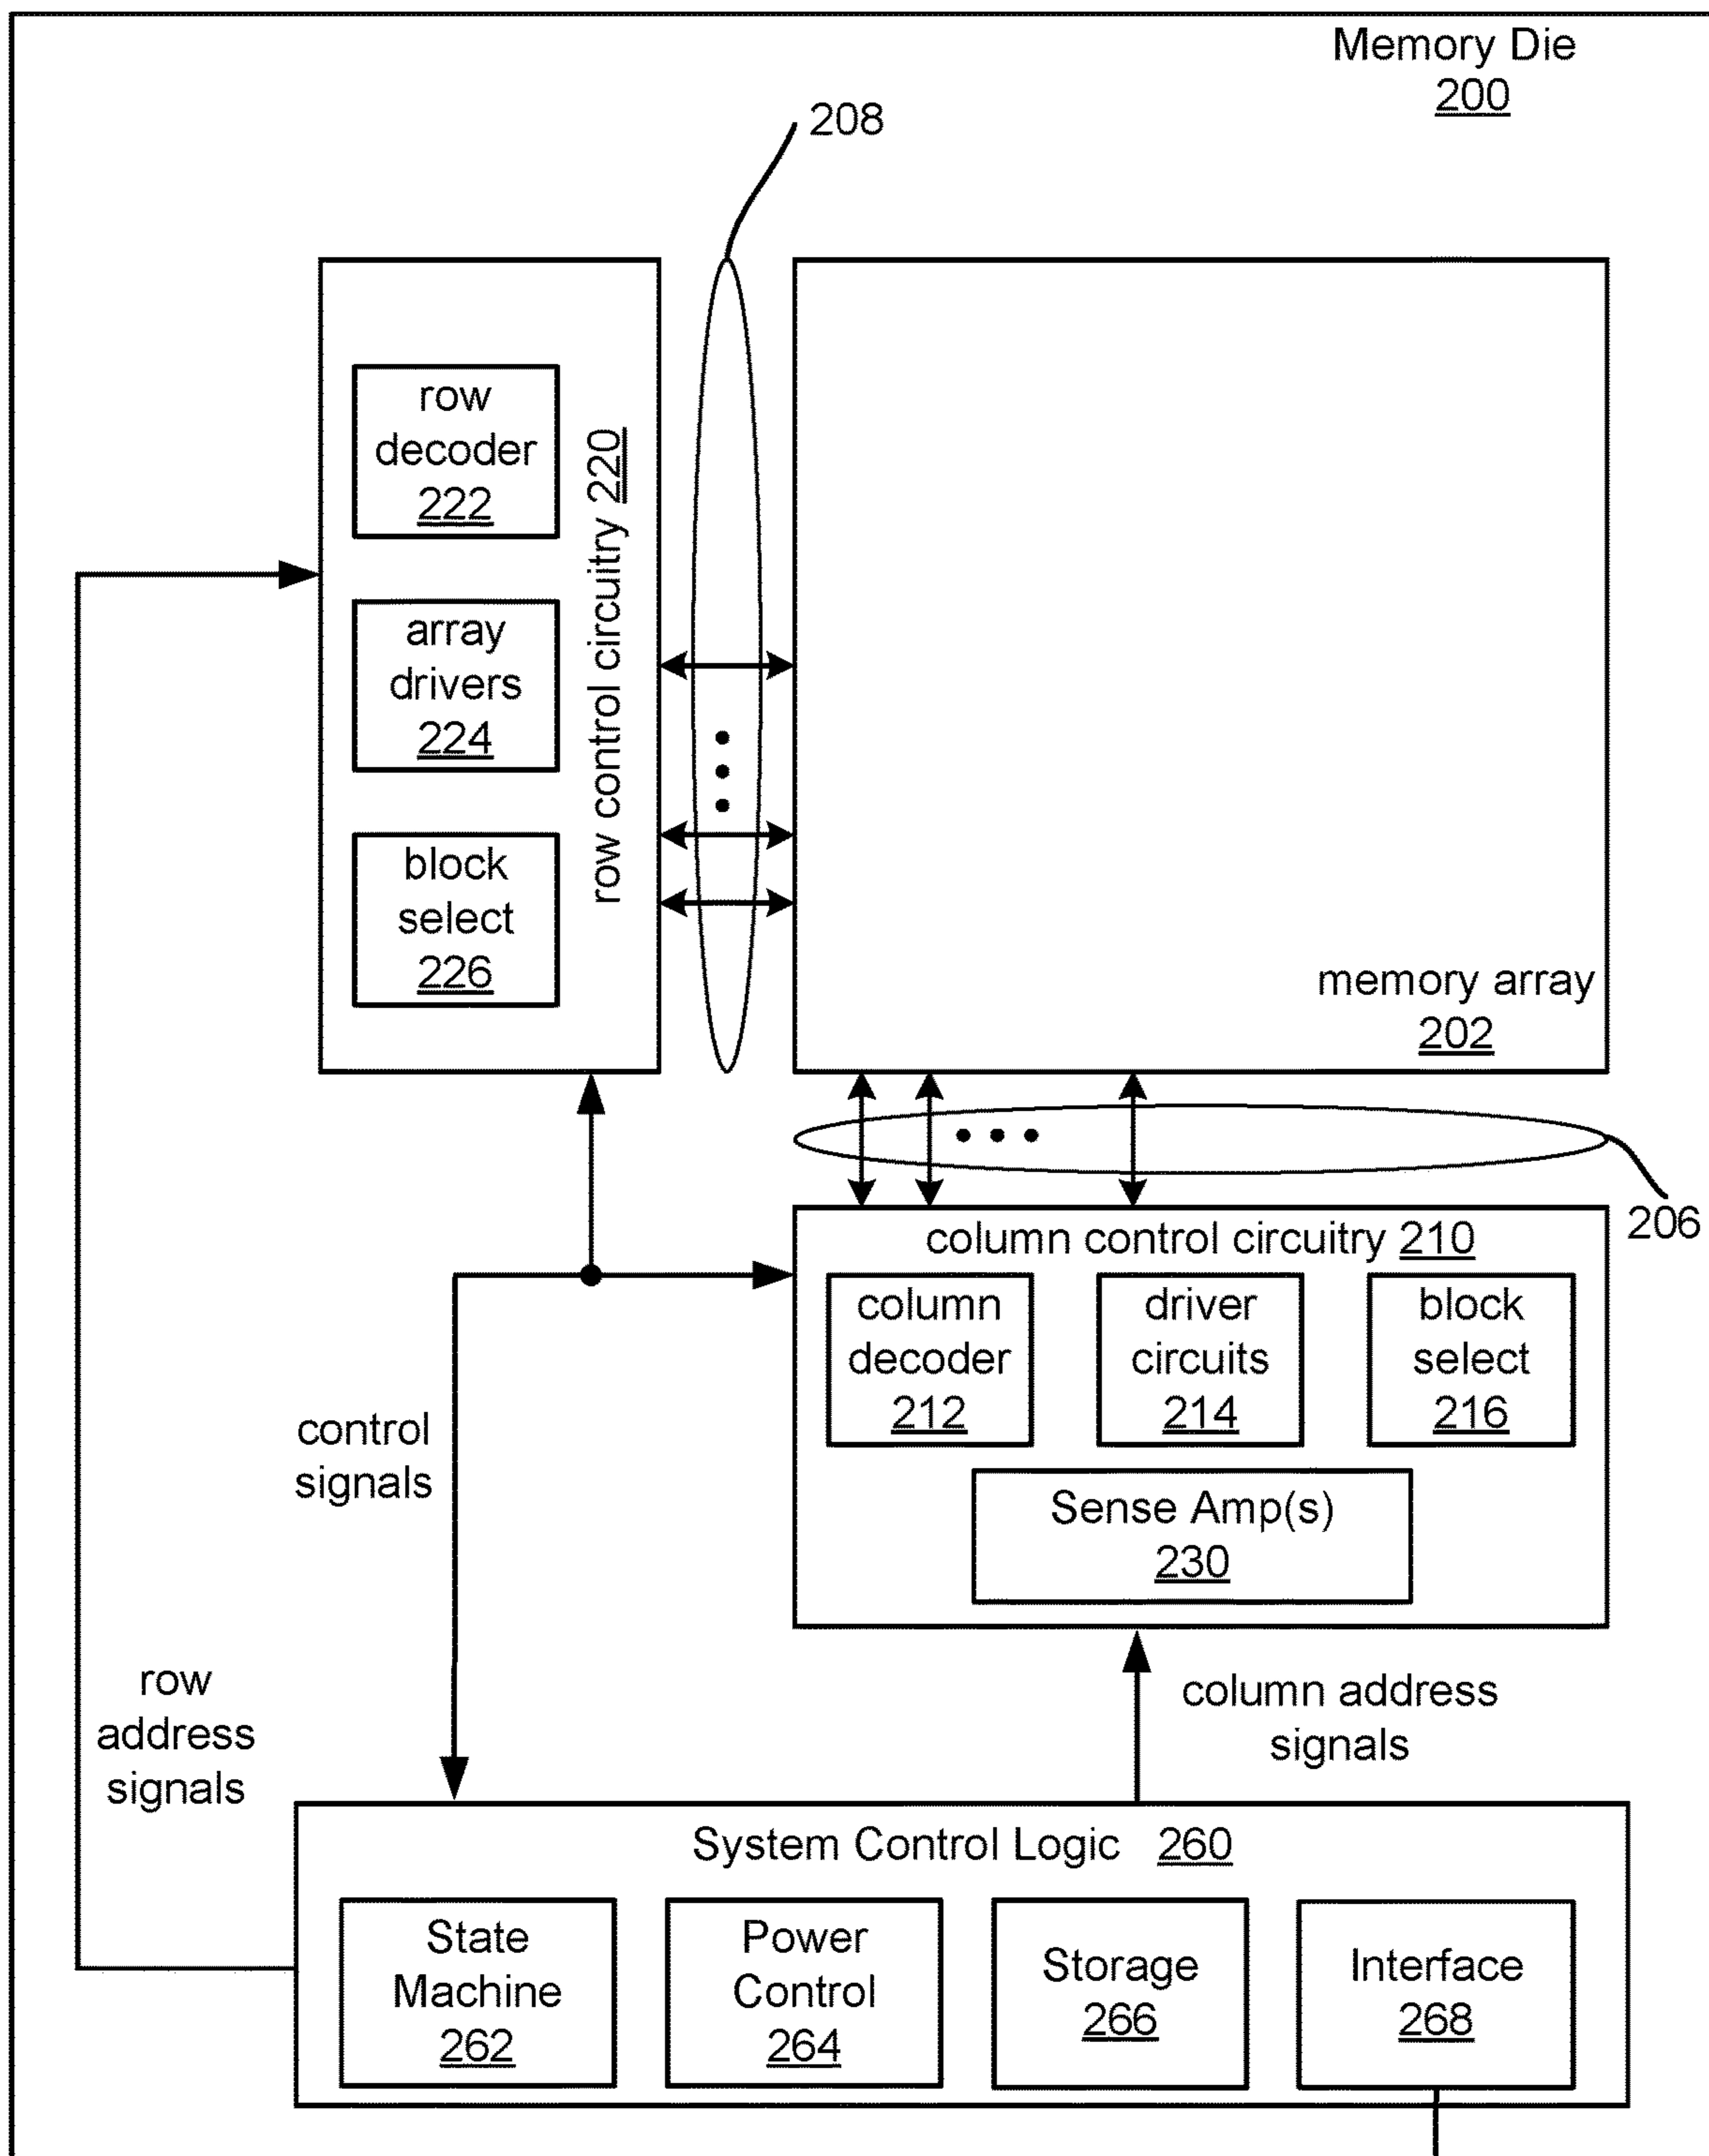 Memory Die
200
208
row
decoder
222
array
drivers
224
block
select
226
row control circuitry 220
memory array
202
206
column control circuitry 210
column
decoder
212
driver
circuits
214
block
select
216
Sense Amp(s)
230
control
signals
row
address
signals
column address
signals
System Control Logic 260
State
Machine
262
Power
Control
264
Storage
266
Interface
268